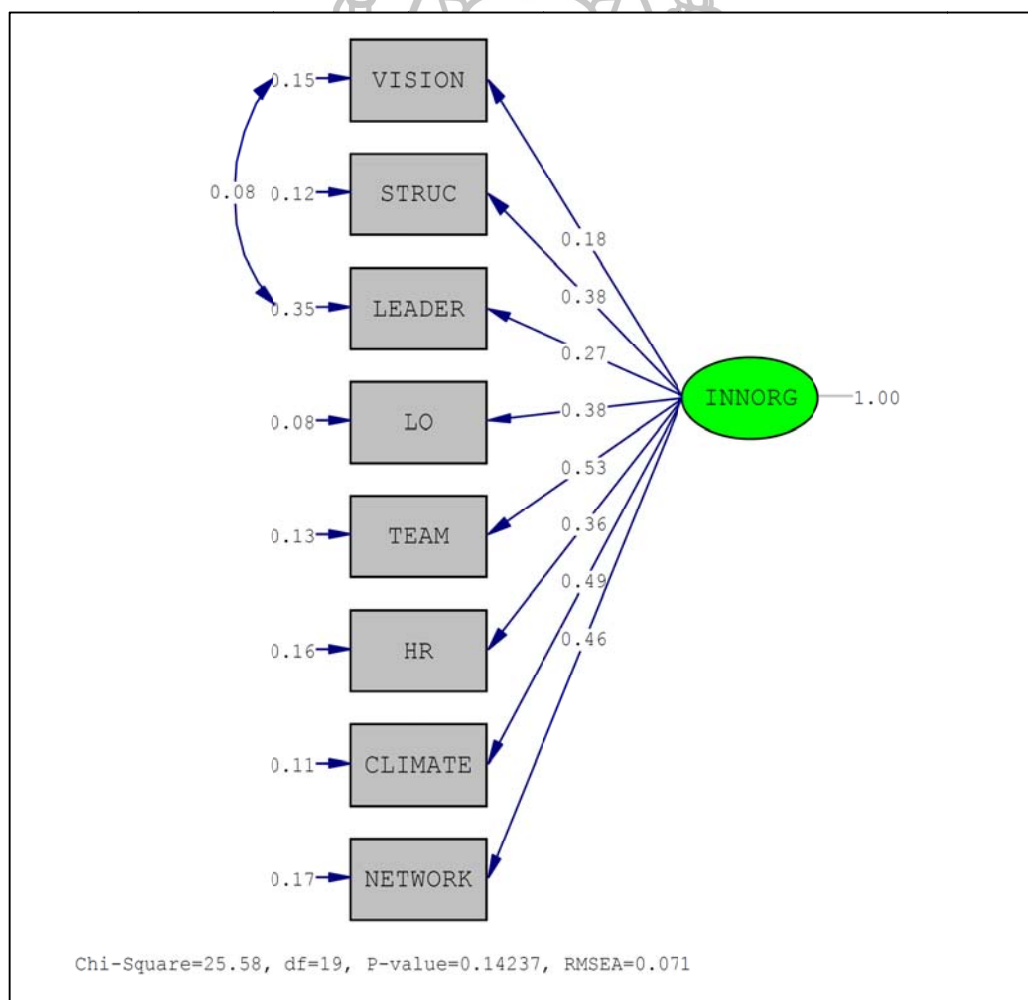 0.15
VISION
0.08
0.12
STRUC
0.18
0.38
0.35
LEADER
0.27
INNORG
1.00
0.08
LO
0.38
0.53
0.13
TEAM
0.36
0.49
0.16
HR
0.46
0.11
CLIMATE
0.17
NETWORK
Chi-Square=25.58, df=19, P-value=0.14237, RMSEA=0.071